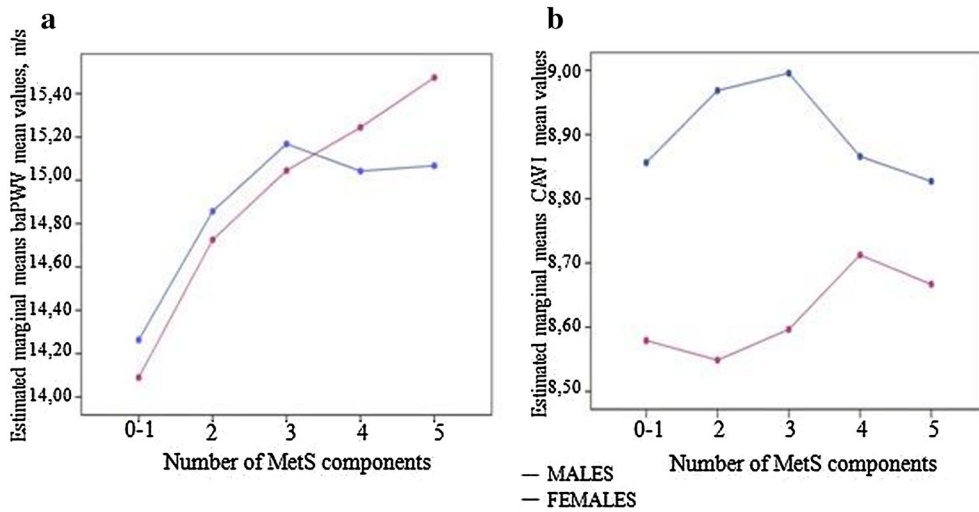 a
Estimated marginal means baPWV mean values, m/s
15,40
15,20
15,00
14,80
14,60
14,40
14,20
14,00
0-1 2 3 4 5
Number of MetS components
b
Estimated marginal means CAVI mean values
9,00
8,90
8,80
8,70
8,60
8,50
0-1 2 3 4 5
Number of MetS components
MALES
FEMALES